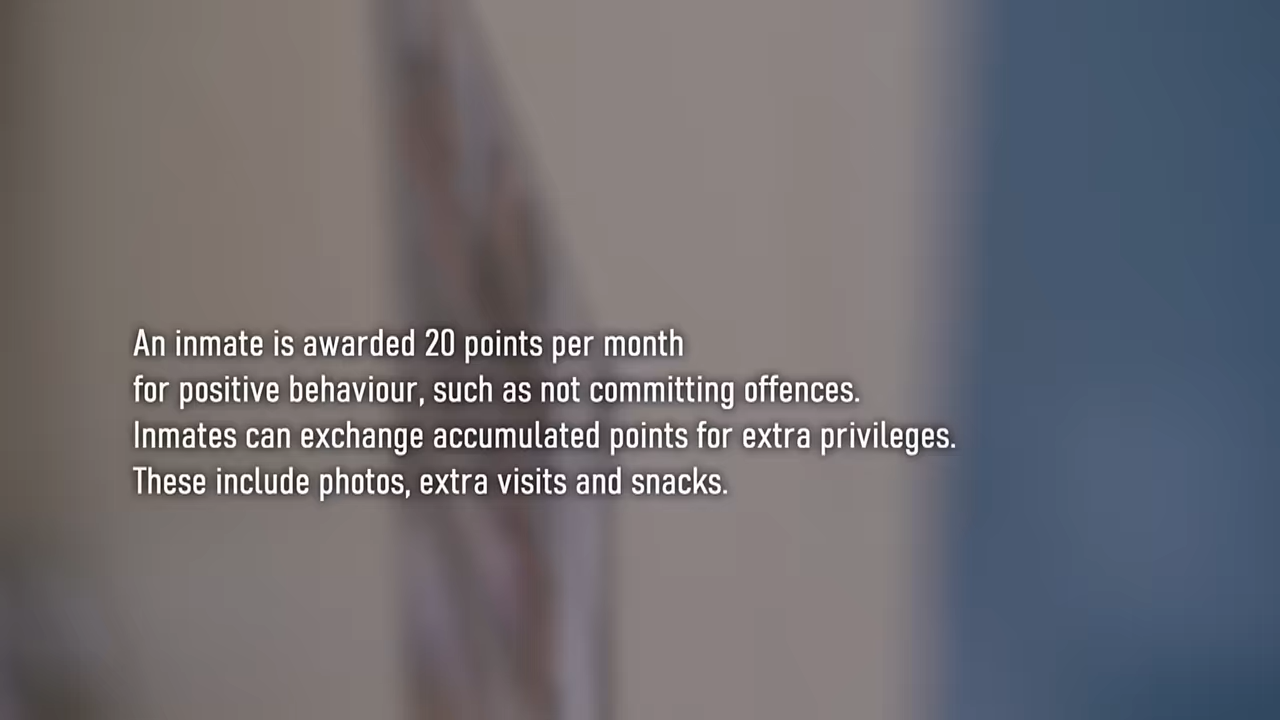 An inmate is awarded 20 points per month
for positive behaviour, such as not committing offences.
Inmates can exchange accumulated points for extra privileges.
These include photos, extra visits and snacks.